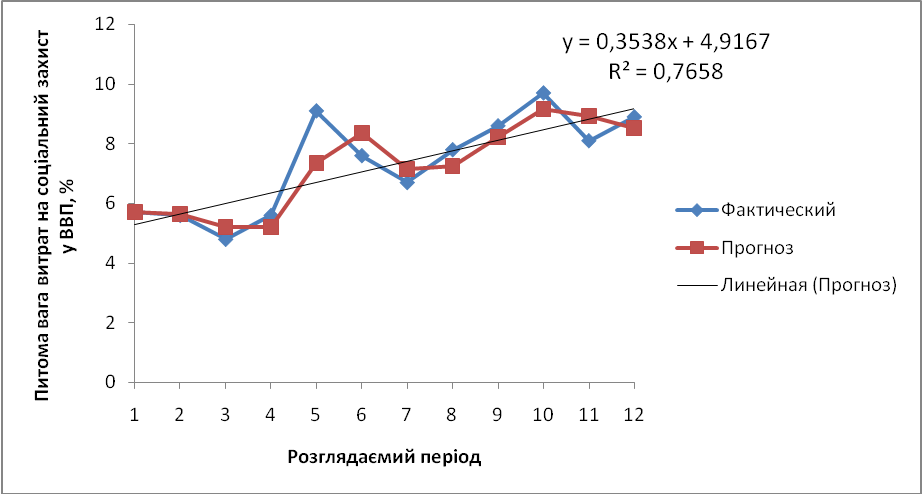 Питома вага витрат на соціальний захист
у ВВП, %
12
10
8
6
4
2
0
y = 0,3538x + 4,9167
R² = 0,7658
Фактический
Прогноз
Линейная (Прогноз)
1 2 3 4 5 6 7 8 9 10 11 12
Розглядаємий період